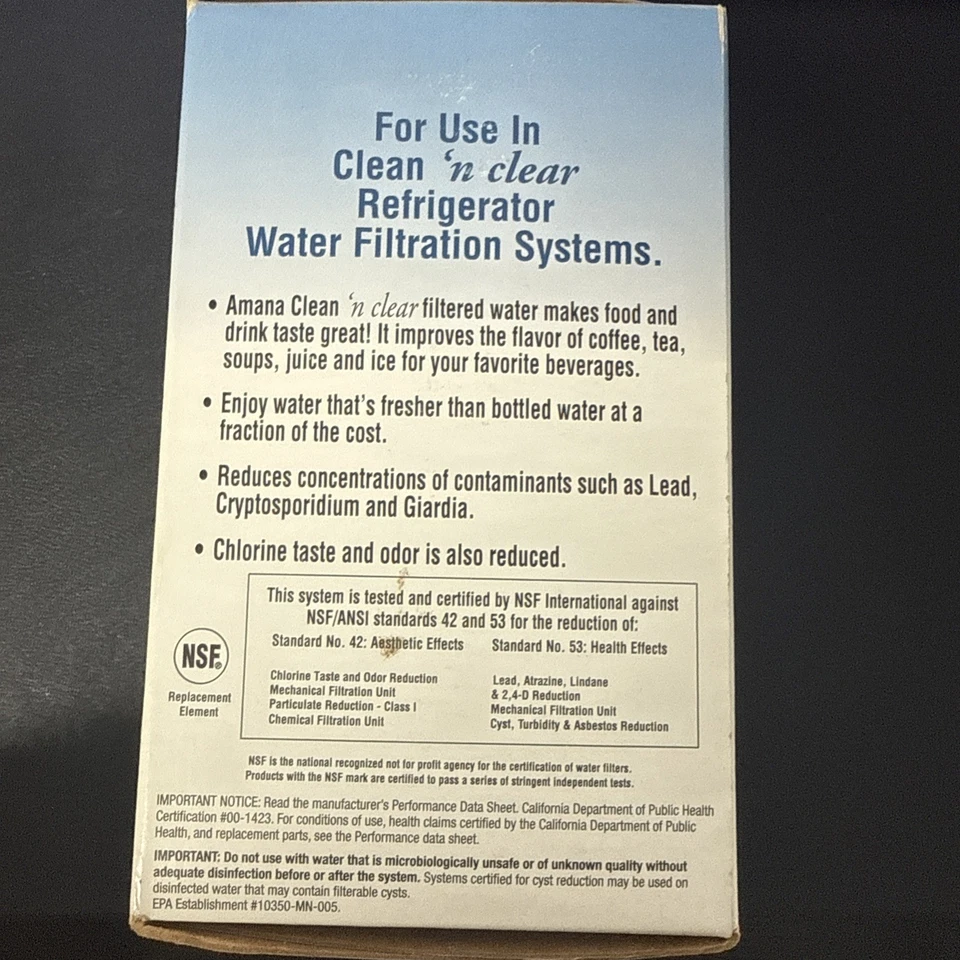 For Use In
Clean 'n clear
Refrigerator
Water Filtration Systems.
• Amana Clean 'n clear filtered water makes food and
drink taste great! It improves the flavor of coffee, tea,
soups, juice and ice for your favorite beverages.
• Enjoy water that's fresher than bottled water at a
fraction of the cost.
• Reduces concentrations of contaminants such as Lead,
Cryptosporidium and Giardia.
• Chlorine taste and odor is also reduced.
This system is tested and certified by NSF International against
NSF/ANSI standards 42 and 53 for the reduction of:
Standard No. 42: Aesthetic Effects
Chlorine Taste and Odor Reduction
Mechanical Filtration Unit
Particulate Reduction - Class I
Chemical Filtration Unit
Standard No. 53: Health Effects
Lead, Atrazine, Lindane
& 2,4-D Reduction
Mechanical Filtration Unit
Cyst, Turbidity & Asbestos Reduction
NSF®
Replacement
Element
NSF is the national recognized not for profit agency for the certification of water filters.
Products with the NSF mark are certified to pass a series of stringent independent tests.
IMPORTANT NOTICE: Read the manufacturer's Performance Data Sheet. California Department of Public Health
Certification #00-1423. For conditions of use, health claims certified by the California Department of Public
Health, and replacement parts, see the Performance data sheet.
IMPORTANT: Do not use with water that is microbiologically unsafe or of unknown quality without
adequate disinfection before or after the system. Systems certified for cyst reduction may be used on
disinfected water that may contain filterable cysts.
EPA Establishment #10350-MN-005.